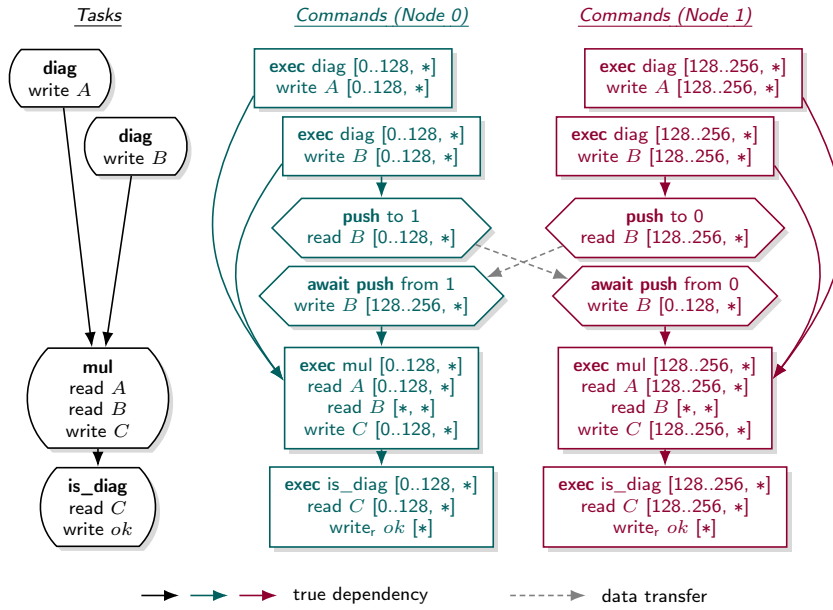 Tasks
Commands (Node 0)
Commands (Node 1)
diag
write A
diag
write B
exec diag [0..128, ∗]
write A [0..128, ∗]
exec diag [0..128, ∗]
write B [0..128, ∗]
push to 1
read B [0..128, ∗]
await push from 1
write B [128..256, ∗]
exec mul [0..128, ∗]
read A [0..128, ∗]
read B [∗, ∗]
write C [0..128, ∗]
exec is_diag [0..128, ∗]
read C [0..128, ∗]
writeᵣ ok [∗]
exec diag [128..256, ∗]
write A [128..256, ∗]
exec diag [128..256, ∗]
write B [128..256, ∗]
push to 0
read B [128..256, ∗]
await push from 0
write B [0..128, ∗]
exec mul [128..256, ∗]
read A [128..256, ∗]
read B [∗, ∗]
write C [128..256, ∗]
exec is_diag [128..256, ∗]
read C [128..256, ∗]
writeᵣ ok [∗]
mul
read A
read B
write C
is_diag
read C
write ok
true dependency
data transfer